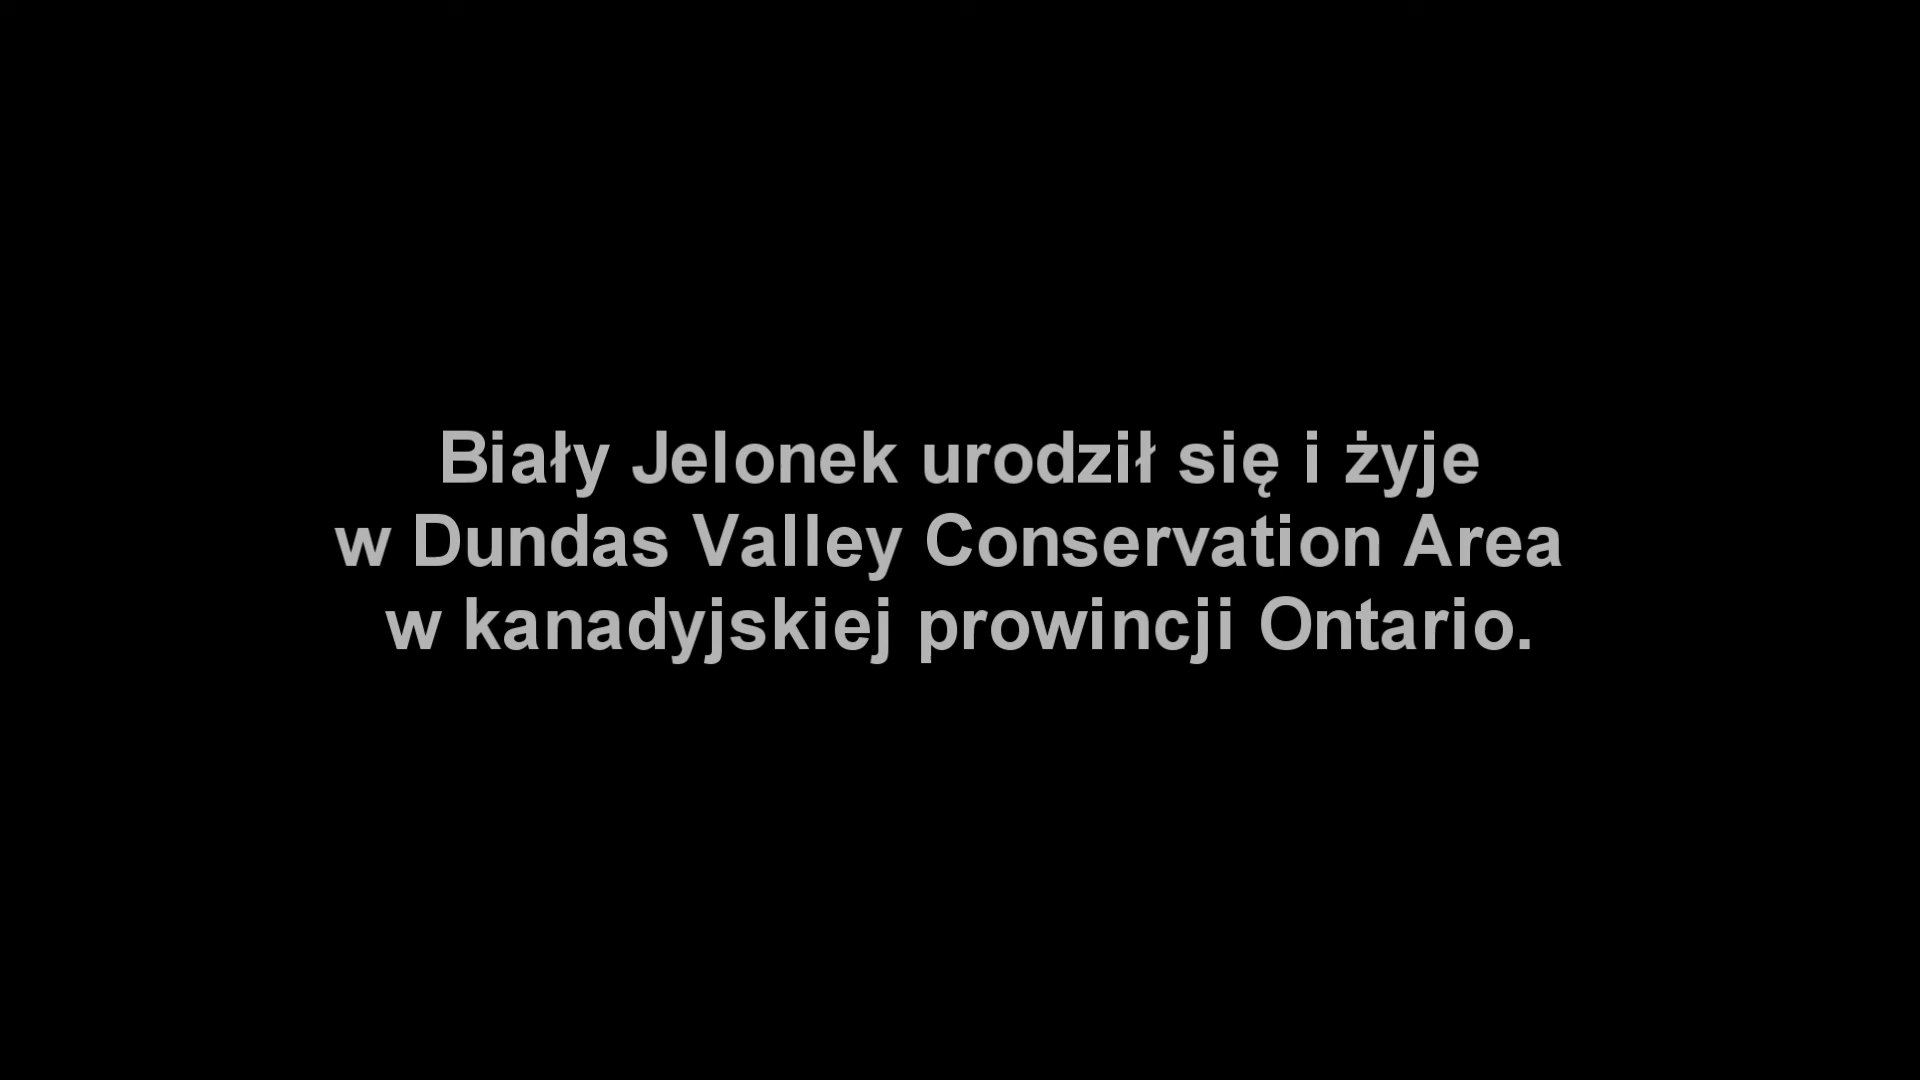 Biały Jelonek urodził się i żyje
w Dundas Valley Conservation Area
w kanadyjskiej prowincji Ontario.